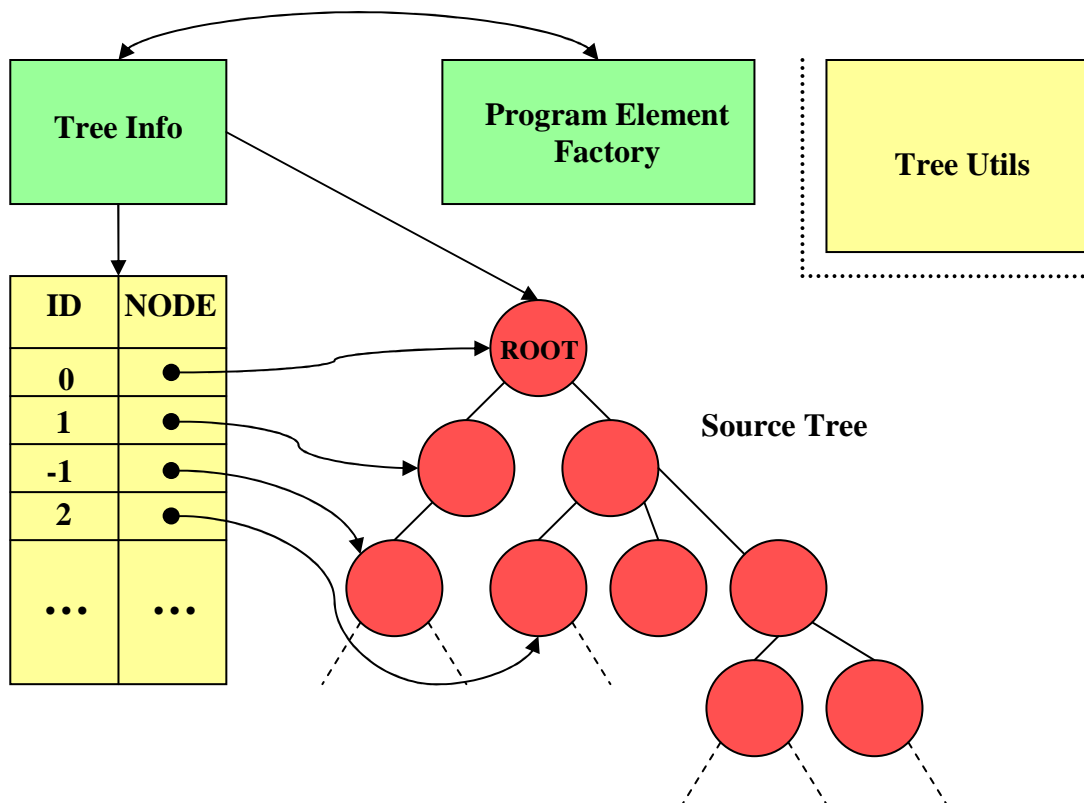 Tree Info
Program Element
Factory
Tree Utils
ID NODE
0
1
-1
2
... ...
ROOT
Source Tree